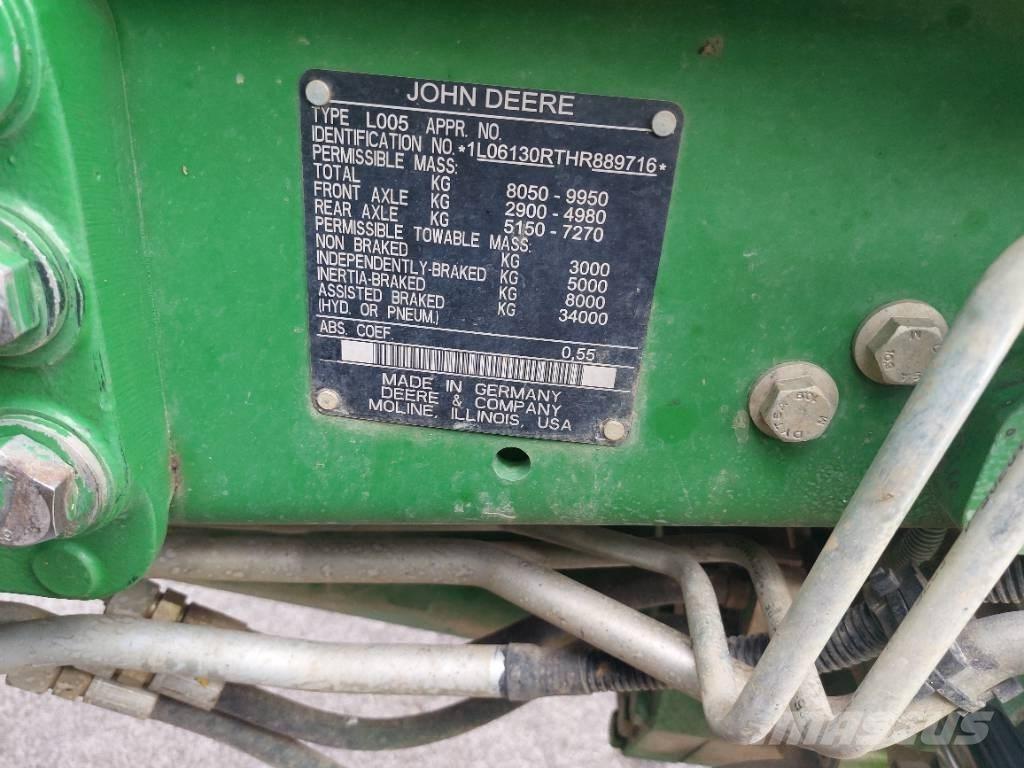 JOHN DEERE
TYPE L005 APPR. NO.
IDENTIFICATION NO. *1L06130RTHR889716*
PERMISSIBLE MASS:
TOTAL KG 8050 - 9950
FRONT AXLE KG 2900 - 4980
REAR AXLE KG 5150 - 7270
PERMISSIBLE TOWABLE MASS:
NON BRAKED KG 3000
INDEPENDENTLY-BRAKED KG 5000
INERTIA-BRAKED KG 8000
ASSISTED BRAKED KG 34000
(HYD. OR PNEUM.)
ABS. COEF. 0,55
MADE IN GERMANY
DEERE & COMPANY
MOLINE, ILLINOIS, USA
MASCUS